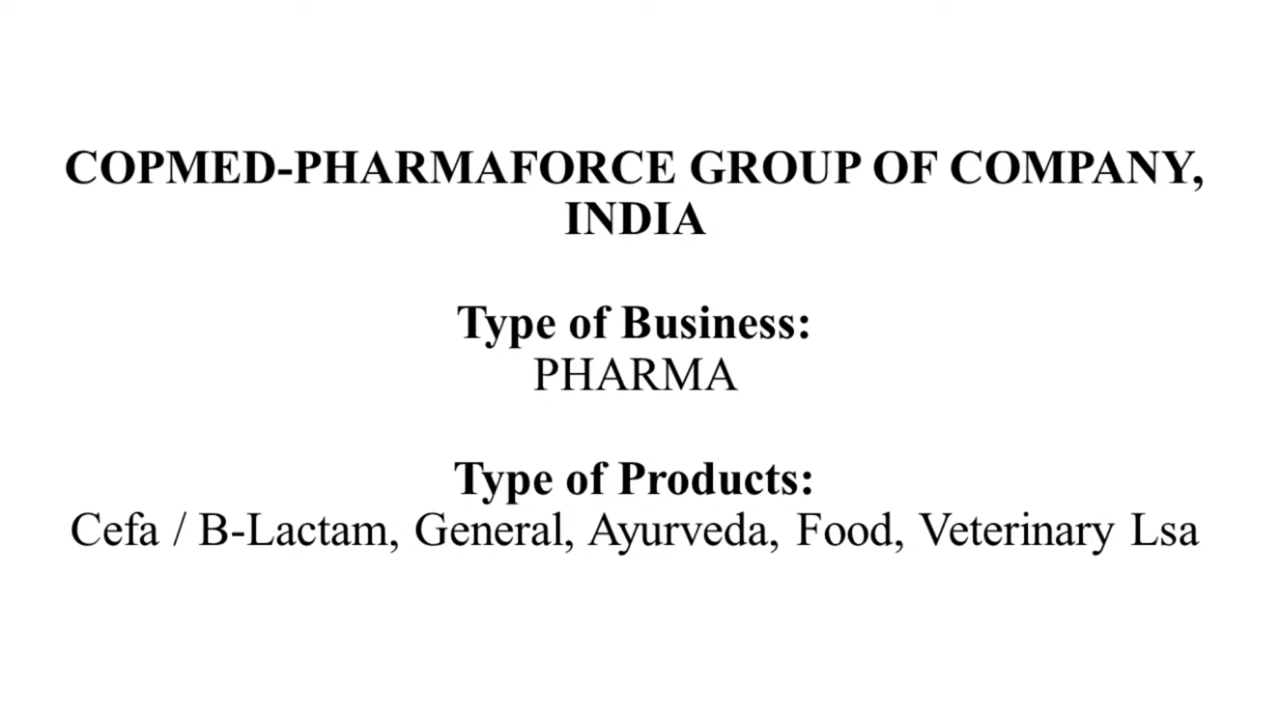 COPMED-PHARMAFORCE GROUP OF COMPANY,
INDIA
Type of Business:
PHARMA
Type of Products:
Cefa / B-Lactam, General, Ayurveda, Food, Veterinary Lsa